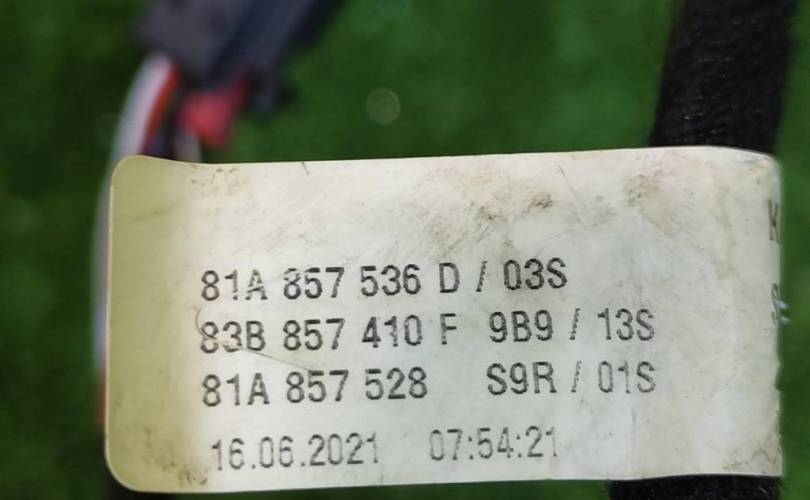 81A 857 536 D / 03S
83B 857 410 F 9B9 / 13S
81A 857 528 S9R / 01S
16.06.2021 07:54:21